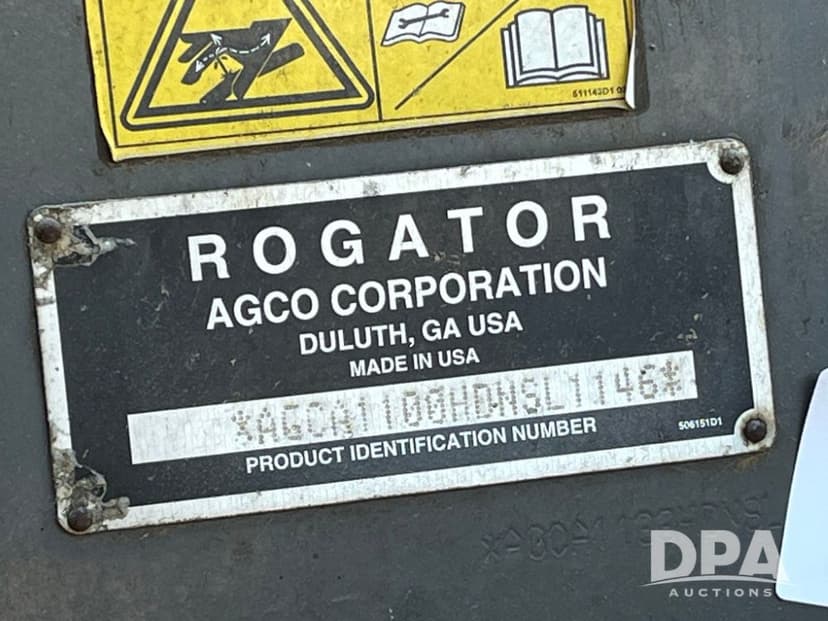 511143D1
ROGATOR
AGCO CORPORATION
DULUTH, GA USA
MADE IN USA
*AGCA1100HDNSL1146*
PRODUCT IDENTIFICATION NUMBER
506151D1
DPA
AUCTIONS